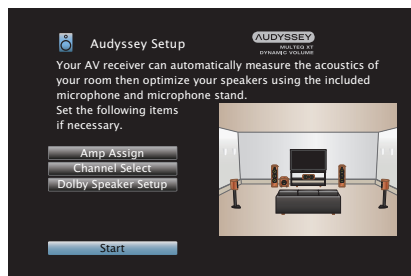 Audyssey Setup
AUDYSSEY
MULTEQ XT
DYNAMIC VOLUME
Your AV receiver can automatically measure the acoustics of
your room then optimize your speakers using the included
microphone and microphone stand.
Set the following items
if necessary.
Amp Assign
Channel Select
Dolby Speaker Setup
Start